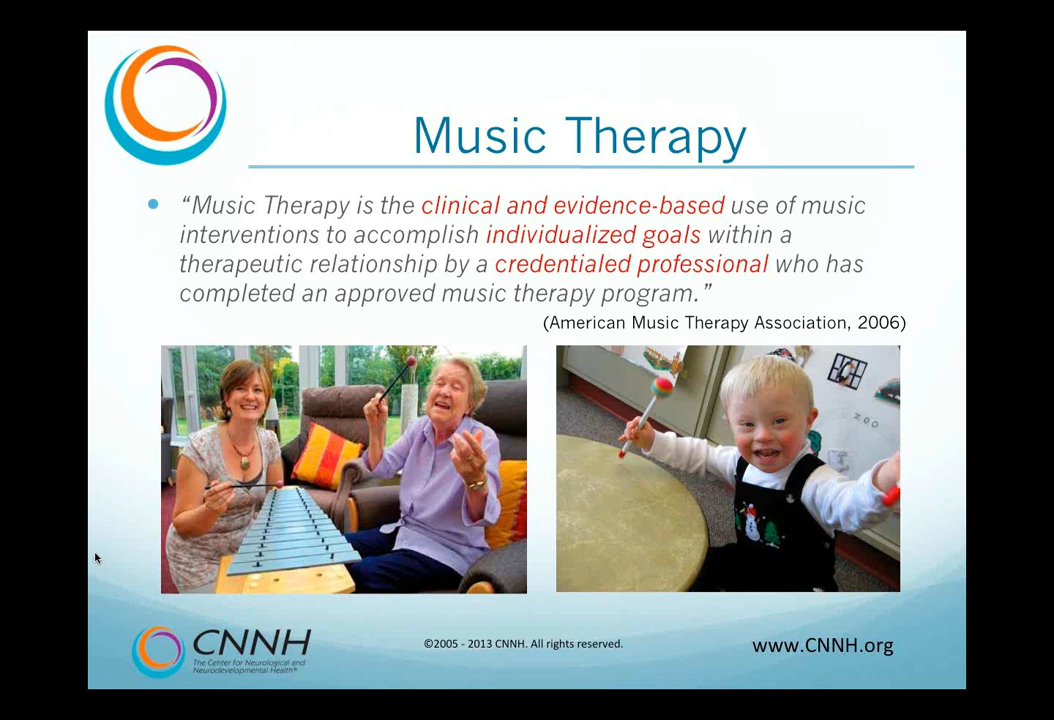 Music Therapy
“Music Therapy is the clinical and evidence-based use of music
interventions to accomplish individualized goals within a
therapeutic relationship by a credentialed professional who has
completed an approved music therapy program.”
(American Music Therapy Association, 2006)
ZOO
CNNH
The Center for Neurological and
Neurodevelopmental Health®
©2005 - 2013 CNNH. All rights reserved.
www.CNNH.org